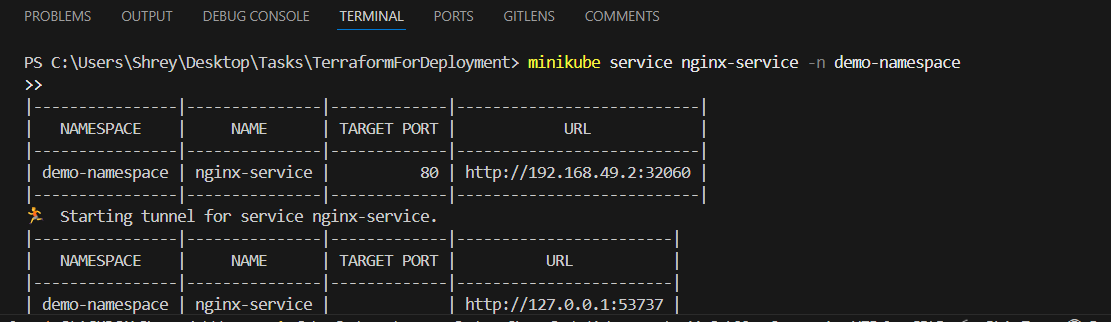 PROBLEMS OUTPUT DEBUG CONSOLE TERMINAL PORTS GITLENS COMMENTS
PS C:\Users\Shrey\Desktop\Tasks\TerraformForDeployment> minikube service nginx-service -n demo-namespace
>>
|---------------|---------------|-------------|---------------------------|
| NAMESPACE | NAME | TARGET PORT | URL |
|---------------|---------------|-------------|---------------------------|
| demo-namespace | nginx-service | 80 | http://192.168.49.2:32060 |
|---------------|---------------|-------------|---------------------------|
🏃 Starting tunnel for service nginx-service.
|---------------|---------------|-------------|------------------------|
| NAMESPACE | NAME | TARGET PORT | URL |
|---------------|---------------|-------------|------------------------|
| demo-namespace | nginx-service | | http://127.0.0.1:53737 |